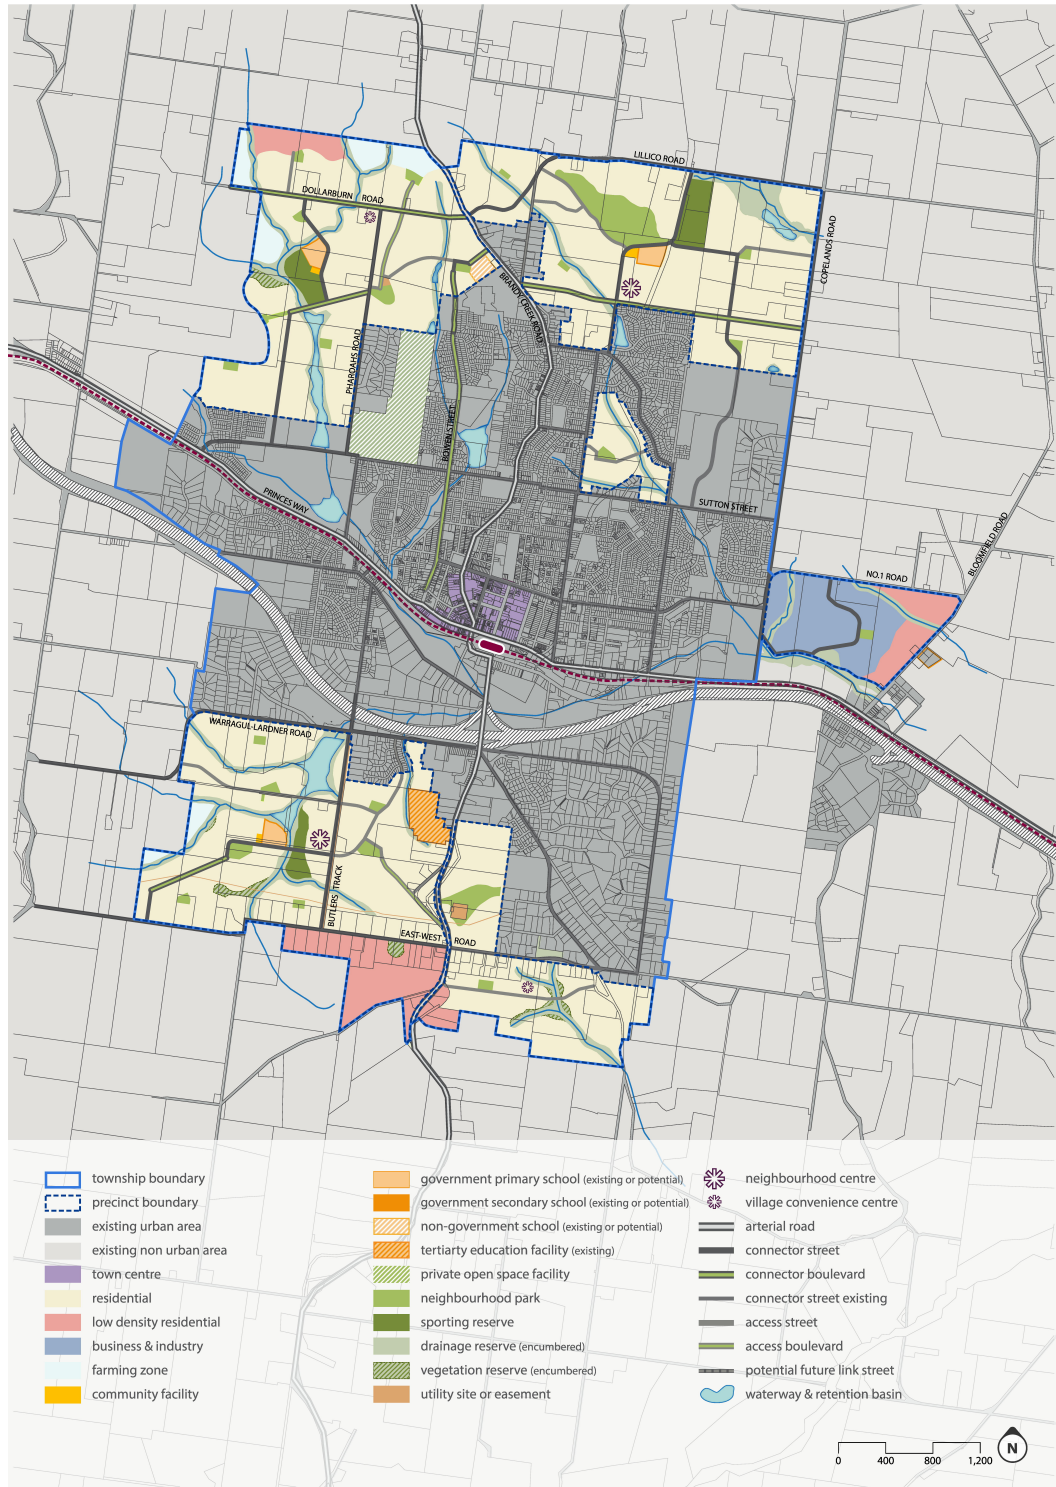 LILLICO ROAD
DOLLARBURN ROAD
COPELANDS ROAD
BRANDY CREEK ROAD
PHAROAHS ROAD
BOWEN STREET
PRINCES WAY
SUTTON STREET
BLOOMFIELD ROAD
NO.1 ROAD
WARRAGUL-LARDNER ROAD
BUTLERS TRACK
EAST-WEST ROAD
township boundary
precinct boundary
existing urban area
existing non urban area
town centre
residential
low density residential
business & industry
farming zone
community facility
government primary school (existing or potential)
government secondary school (existing or potential)
non-government school (existing or potential)
tertiarty education facility (existing)
private open space facility
neighbourhood park
sporting reserve
drainage reserve (encumbered)
vegetation reserve (encumbered)
utility site or easement
neighbourhood centre
village convenience centre
arterial road
connector street
connector boulevard
connector street existing
access street
access boulevard
potential future link street
waterway & retention basin
0 400 800 1,200
N